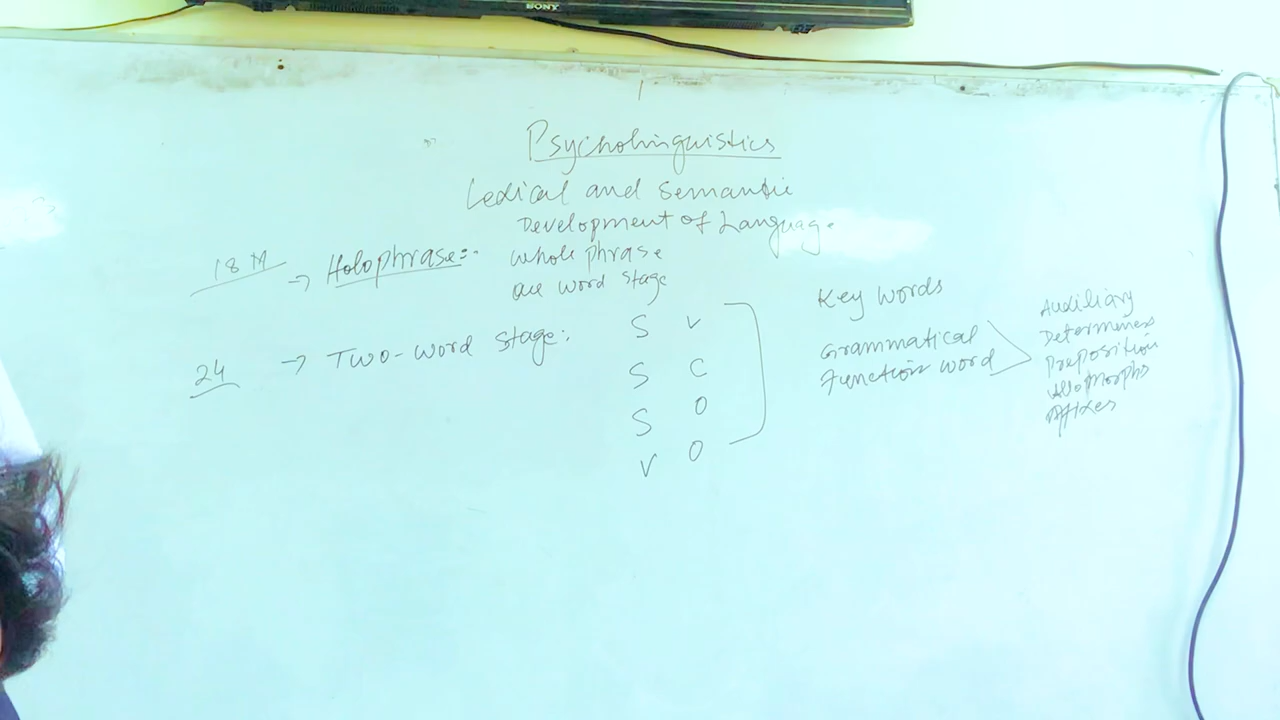 SONY
Psycholinguistics
Lexical and Semantic
Development of Language.
18 M → Holophrase:- whole phrase
one word stage
24 → Two-word stage:
S V
S C
S O
V O
Key words
Grammatical
Function word
Auxiliary
Determiners
Preposition
Allomorphs
Affixes